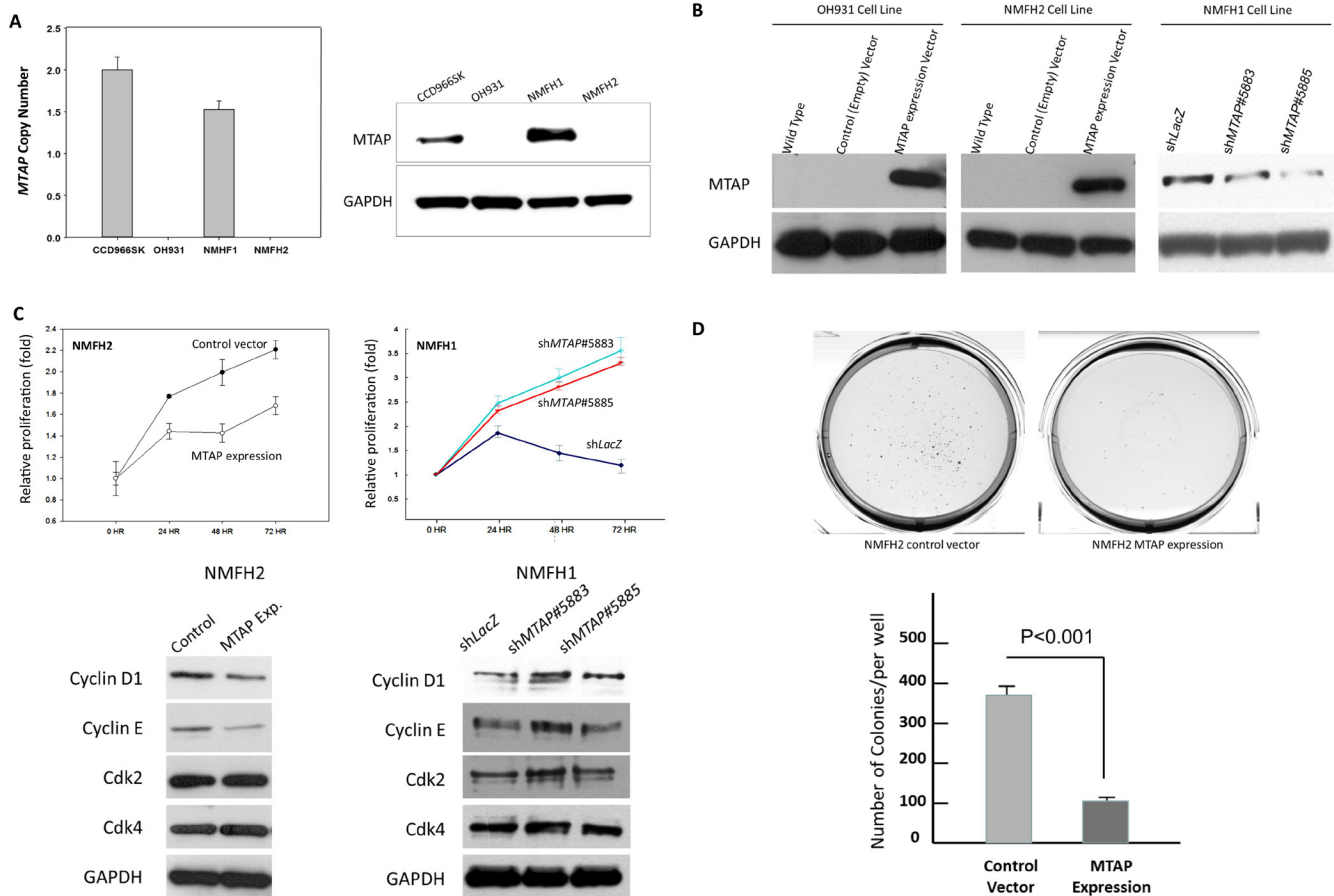 A
MTAP Copy Number
2.5
2.0
1.5
1.0
0.5
0.0
CCD966SK OH931 NMHF1 NMFH2
CCD966SK OH931 NMFH1 NMFH2
MTAP
GAPDH
B
OH931 Cell Line NMFH2 Cell Line NMFH1 Cell Line
Wild Type
Control (Empty) Vector
MTAP expression Vector
Wild Type
Control (Empty) Vector
MTAP expression Vector
shLacZ
shMTAP#5883
shMTAP#5885
MTAP
GAPDH
C
Relative proliferation (fold)
2.4
2.2
2.0
1.8
1.6
1.4
1.2
1.0
0.8
0.6
NMFH2
Control vector
MTAP expression
0 HR 24 HR 48 HR 72 HR
Relative proliferation (fold)
4
3.5
3
2.5
2
1.5
1
0.5
NMFH1
shMTAP#5883
shMTAP#5885
shLacZ
0 HR 24 HR 48 HR 72 HR
NMFH2
Control
MTAP Exp.
Cyclin D1
Cyclin E
Cdk2
Cdk4
GAPDH
NMFH1
shLacZ
shMTAP#5883
shMTAP#5885
Cyclin D1
Cyclin E
Cdk2
Cdk4
GAPDH
D
NMFH2 control vector NMFH2 MTAP expression
Number of Colonies/per well
500
400
300
200
100
0
P<0.001
Control
Vector
MTAP
Expression